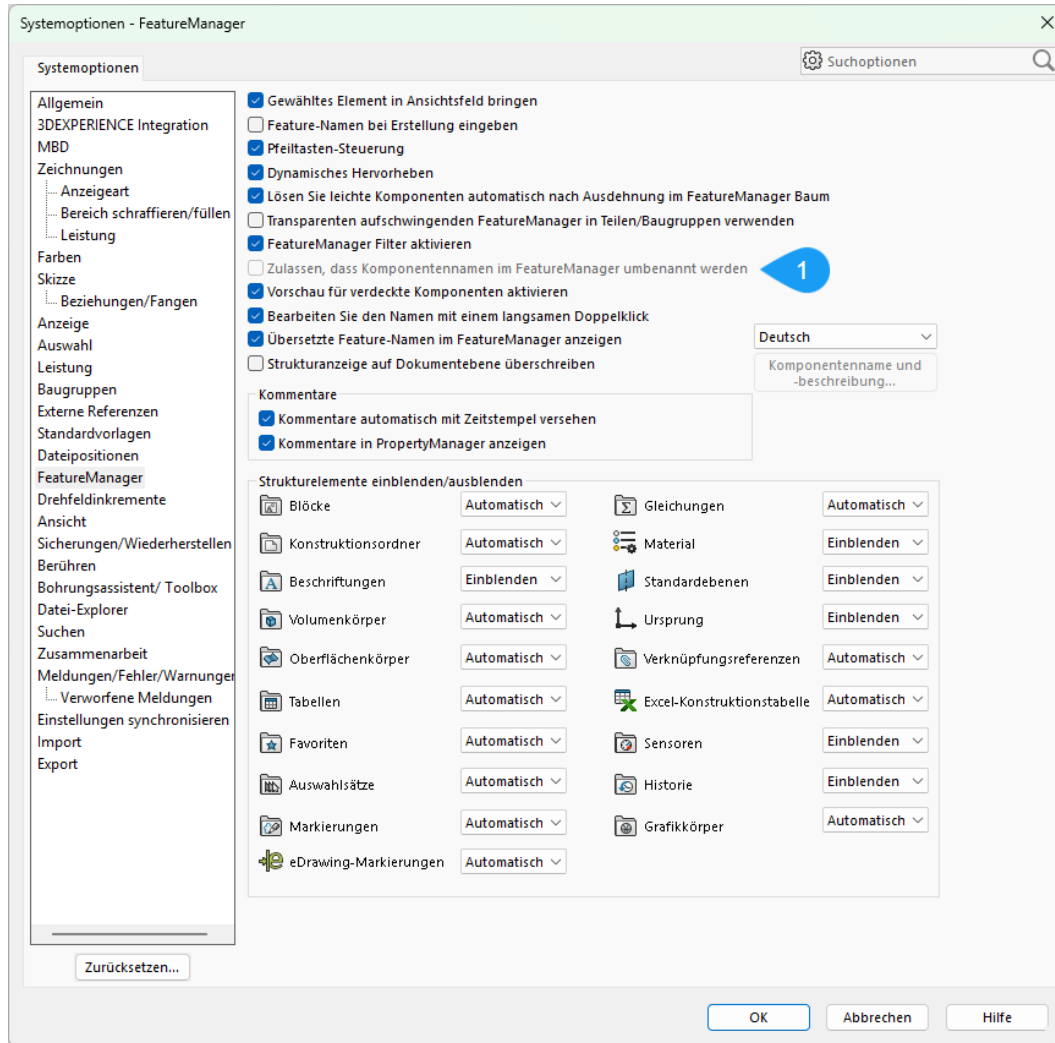 Systemoptionen - FeatureManager
Systemoptionen
Suchoptionen
Allgemein
3DEXPERIENCE Integration
MBD
Zeichnungen
Anzeigeart
Bereich schraffieren/füllen
Leistung
Farben
Skizze
Beziehungen/Fangen
Anzeige
Auswahl
Leistung
Baugruppen
Externe Referenzen
Standardvorlagen
Dateipositionen
FeatureManager
Drehfeldinkremente
Ansicht
Sicherungen/Wiederherstellen
Berühren
Bohrungsassistent/ Toolbox
Datei-Explorer
Suchen
Zusammenarbeit
Meldungen/Fehler/Warnunger
Verworfene Meldungen
Einstellungen synchronisieren
Import
Export
Zurücksetzen...
Gewähltes Element in Ansichtsfeld bringen
Feature-Namen bei Erstellung eingeben
Pfeiltasten-Steuerung
Dynamisches Hervorheben
Lösen Sie leichte Komponenten automatisch nach Ausdehnung im FeatureManager Baum
Transparenten aufschwingenden FeatureManager in Teilen/Baugruppen verwenden
FeatureManager Filter aktivieren
Zulassen, dass Komponentennamen im FeatureManager umbenannt werden 1
Vorschau für verdeckte Komponenten aktivieren
Bearbeiten Sie den Namen mit einem langsamen Doppelklick
Übersetzte Feature-Namen im FeatureManager anzeigen Deutsch
Strukturanzeige auf Dokumentebene überschreiben
Komponentenname und
-beschreibung...
Kommentare
Kommentare automatisch mit Zeitstempel versehen
Kommentare in PropertyManager anzeigen
Strukturelemente einblenden/ausblenden
Blöcke Automatisch Gleichungen Automatisch
Konstruktionsordner Automatisch Material Einblenden
Beschriftungen Einblenden Standardebenen Einblenden
Volumenkörper Automatisch Ursprung Einblenden
Oberflächenkörper Automatisch Verknüpfungsreferenzen Automatisch
Tabellen Automatisch Excel-Konstruktionstabelle Automatisch
Favoriten Automatisch Sensoren Einblenden
Auswahlsätze Automatisch Historie Einblenden
Markierungen Automatisch Grafikkörper Automatisch
eDrawing-Markierungen Automatisch
OK Abbrechen Hilfe